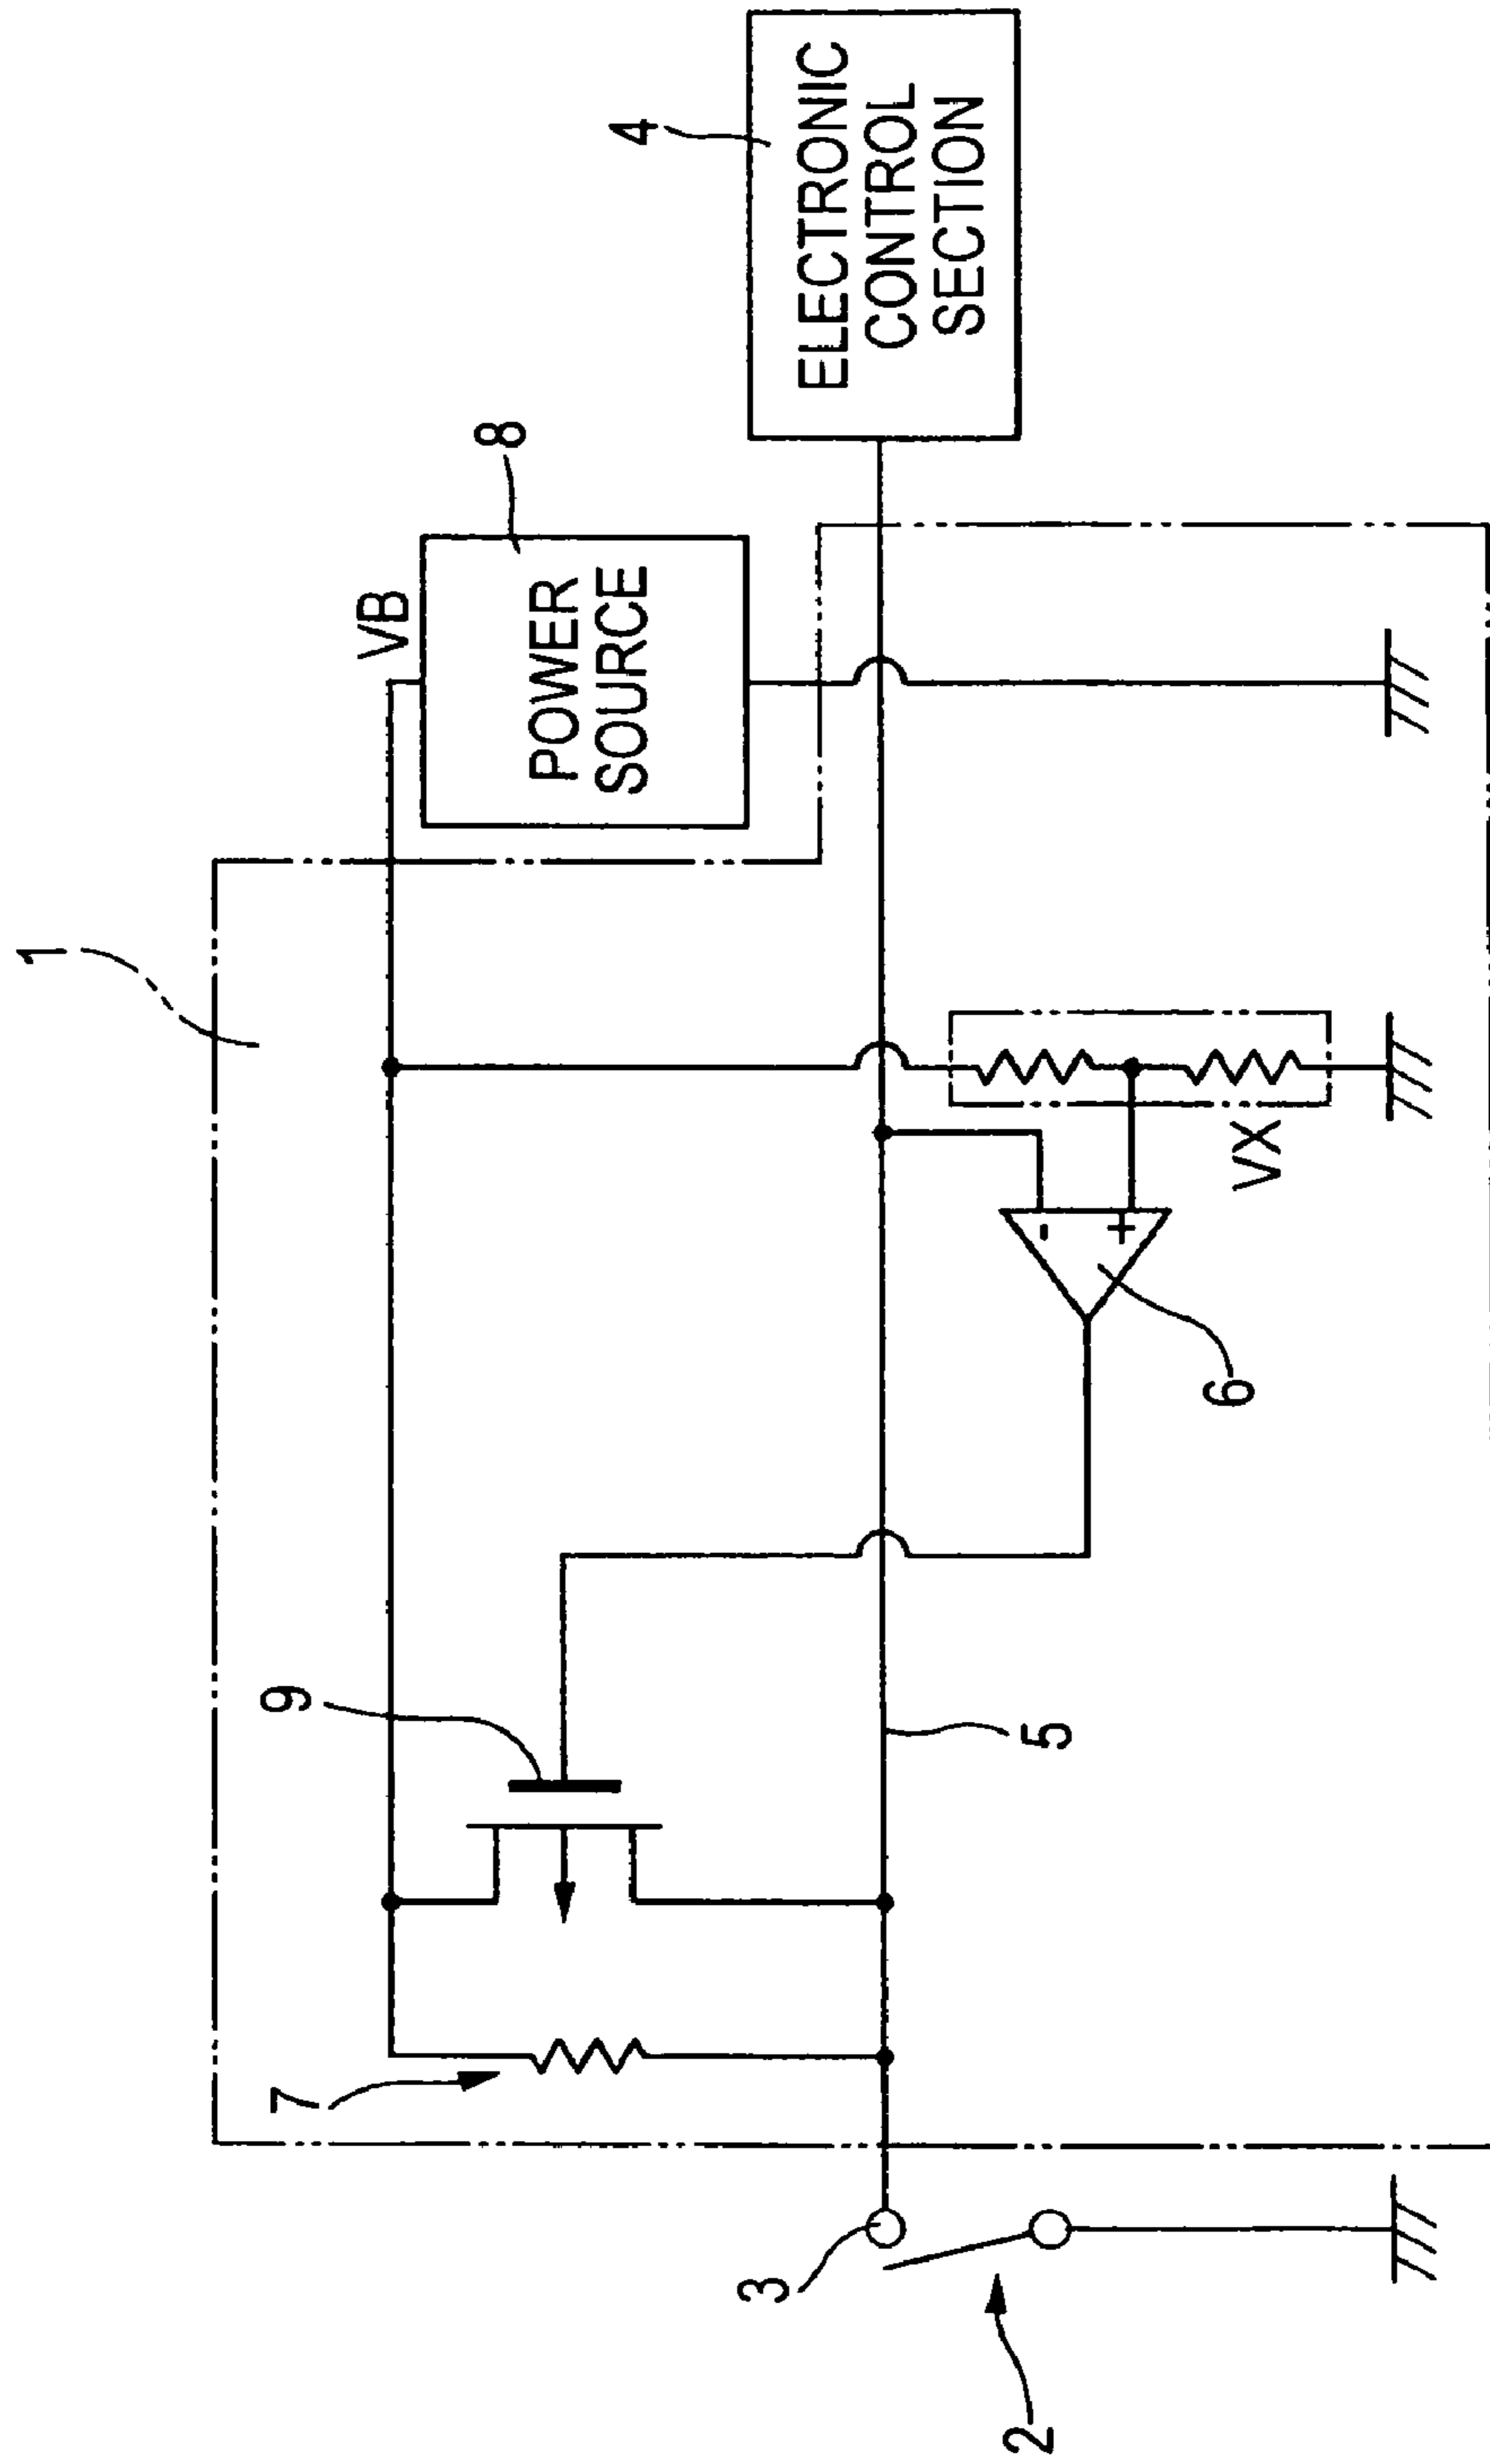 1
VB
8
POWER
SOURCE
4
ELECTRONIC
CONTROL
SECTION
9
7
3
2
5
6
-
+
VX